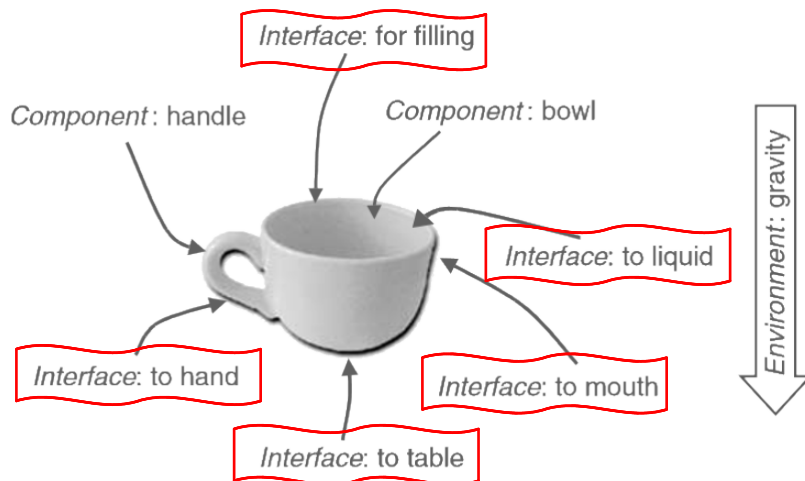 Interface: for filling
Component: handle
Component: bowl
Interface: to liquid
Environment: gravity
Interface: to hand
Interface: to mouth
Interface: to table